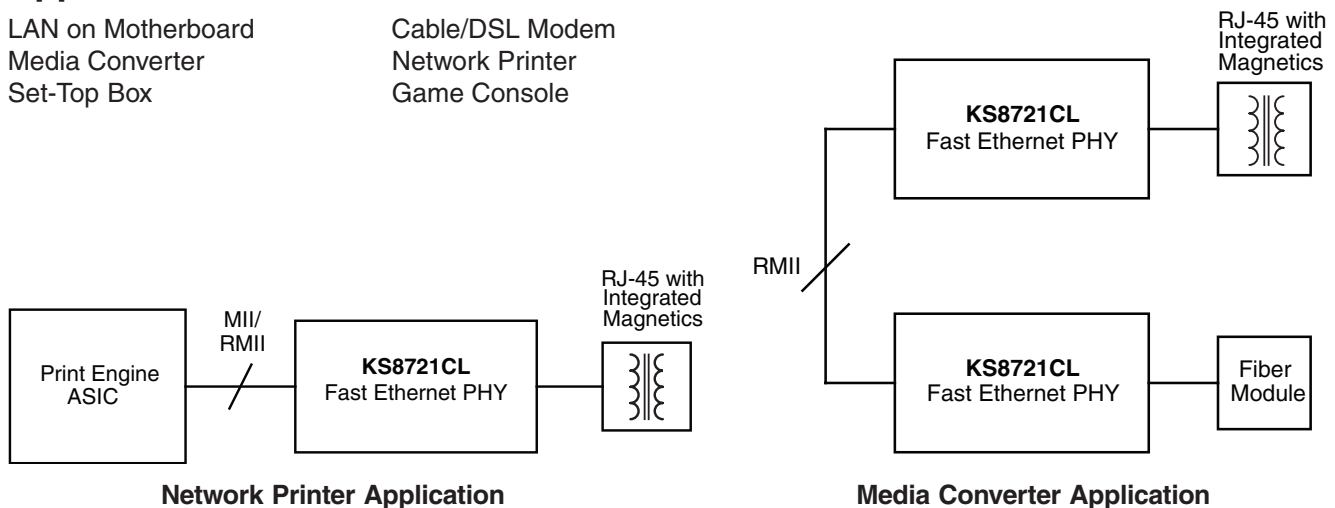 LAN on Motherboard
Media Converter
Set-Top Box
Cable/DSL Modem
Network Printer
Game Console
Print Engine
ASIC
MII/
RMII
KS8721CL
Fast Ethernet PHY
RJ-45 with
Integrated
Magnetics
Network Printer Application
RMII
KS8721CL
Fast Ethernet PHY
RJ-45 with
Integrated
Magnetics
KS8721CL
Fast Ethernet PHY
Fiber
Module
Media Converter Application